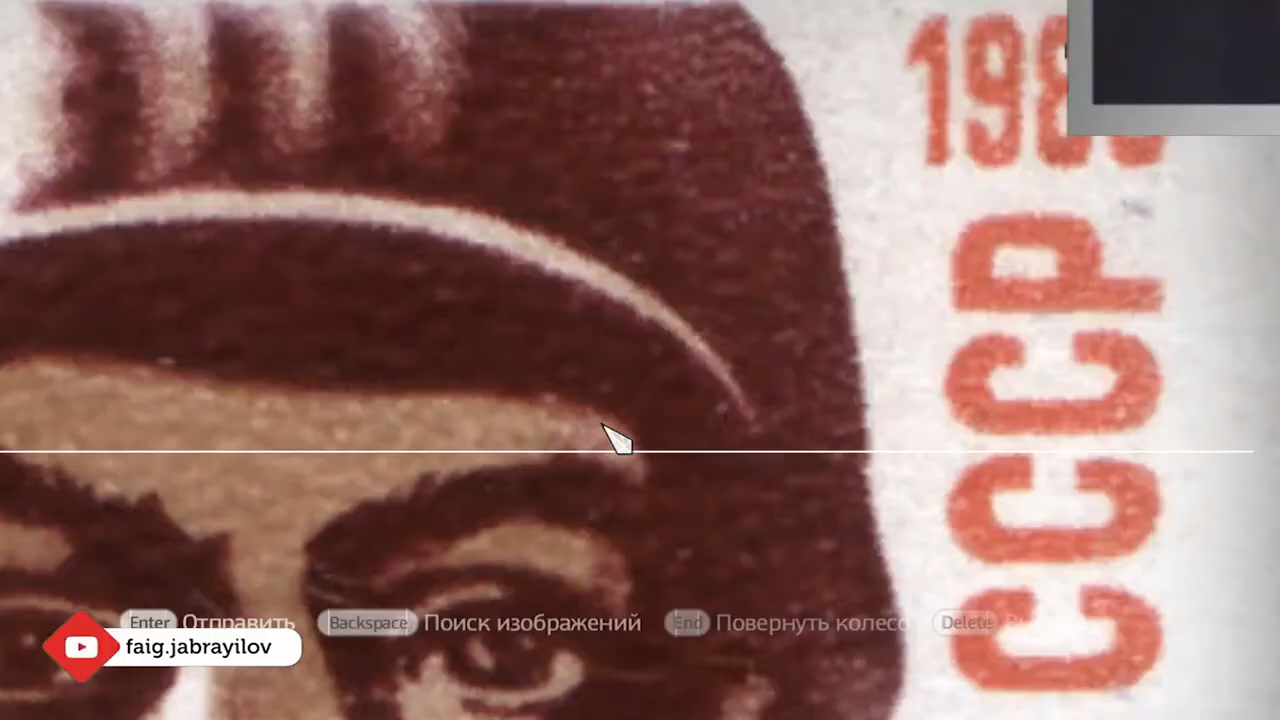 198
СССР
Enter Отправить
Backspace Поиск изображений
End Повернуть колесо
Delete
faig.jabrayilov